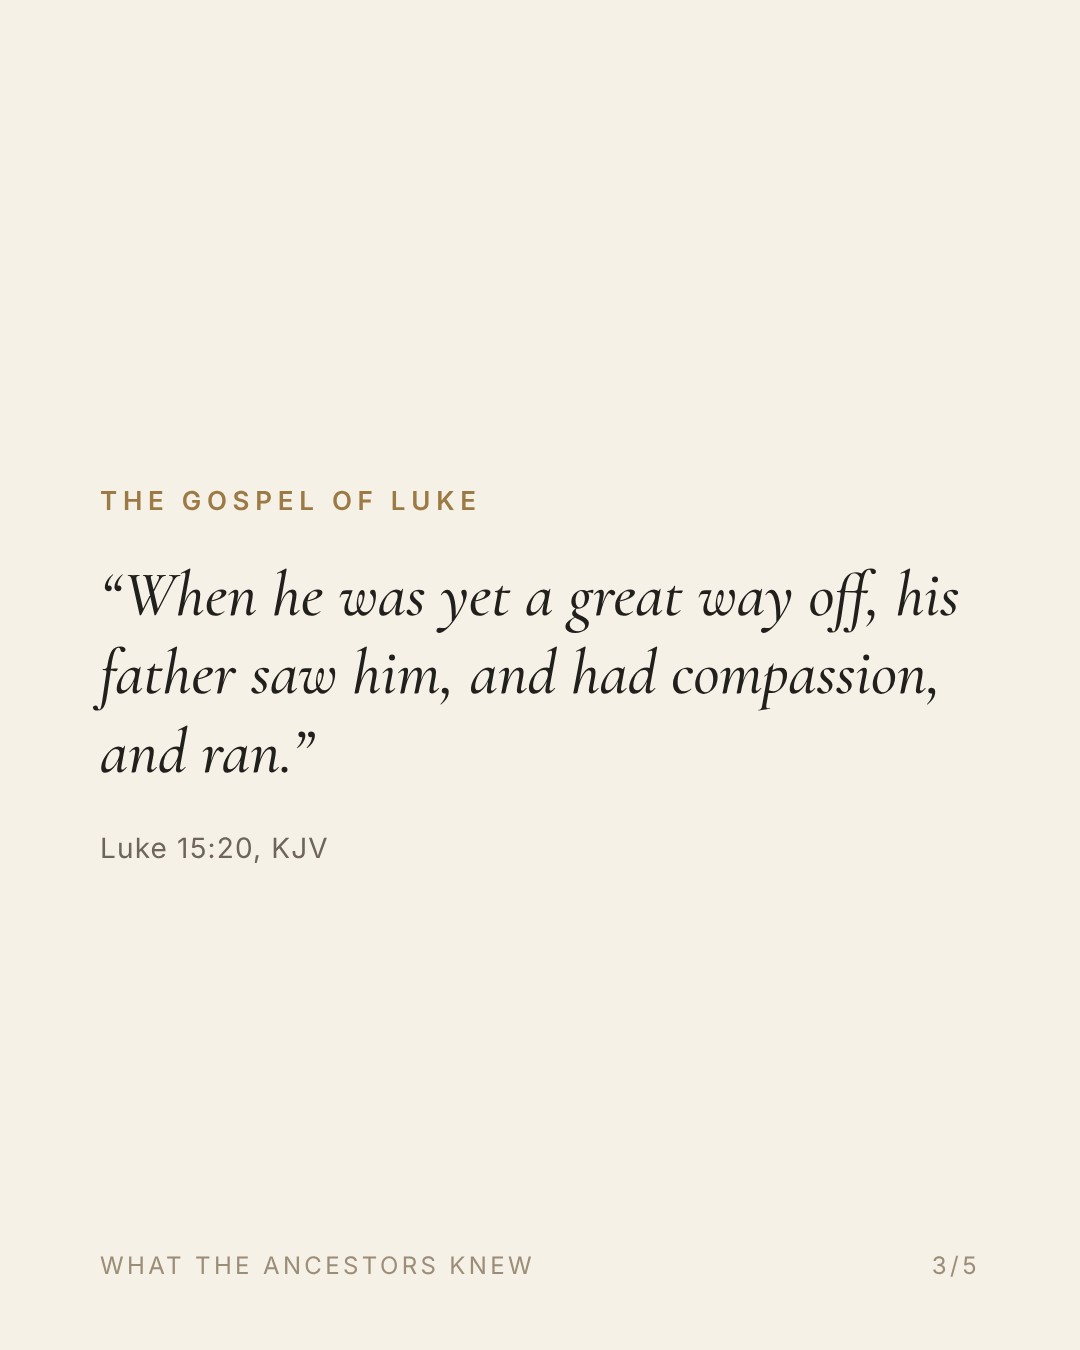 THE GOSPEL OF LUKE
“When he was yet a great way off, his
father saw him, and had compassion,
and ran.”
Luke 15:20, KJV
WHAT THE ANCESTORS KNEW
3/5